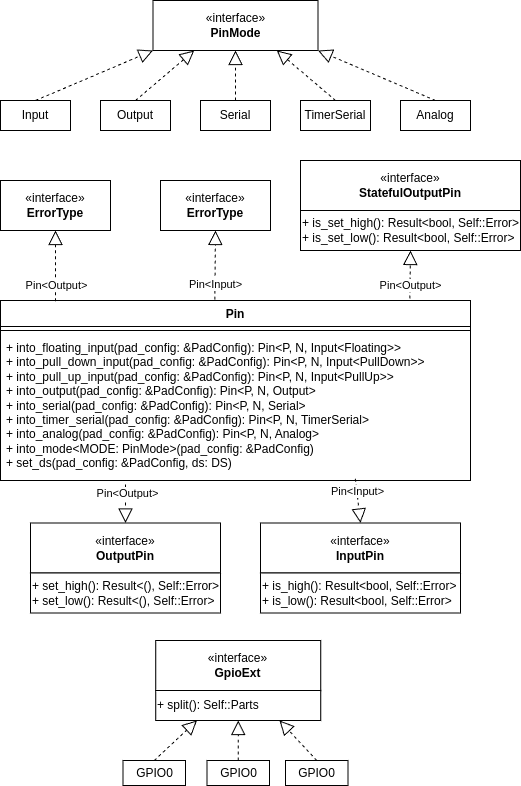 «interface»
PinMode
Input
Output
Serial
TimerSerial
Analog
«interface»
ErrorType
«interface»
ErrorType
«interface»
StatefulOutputPin
+ is_set_high(): Result<bool, Self::Error>
+ is_set_low(): Result<bool, Self::Error>
Pin<Output>
Pin<Input>
Pin<Output>
Pin
+ into_floating_input(pad_config: &PadConfig): Pin<P, N, Input<Floating>>
+ into_pull_down_input(pad_config: &PadConfig): Pin<P, N, Input<PullDown>>
+ into_pull_up_input(pad_config: &PadConfig): Pin<P, N, Input<PullUp>>
+ into_output(pad_config: &PadConfig): Pin<P, N, Output>
+ into_serial(pad_config: &PadConfig): Pin<P, N, Serial>
+ into_timer_serial(pad_config: &PadConfig): Pin<P, N, TimerSerial>
+ into_analog(pad_config: &PadConfig): Pin<P, N, Analog>
+ into_mode<MODE: PinMode>(pad_config: &PadConfig)
+ set_ds(pad_config: &PadConfig, ds: DS)
Pin<Output>
Pin<Input>
«interface»
OutputPin
+ set_high(): Result<(), Self::Error>
+ set_low(): Result<(), Self::Error>
«interface»
InputPin
+ is_high(): Result<bool, Self::Error>
+ is_low(): Result<bool, Self::Error>
«interface»
GpioExt
+ split(): Self::Parts
GPIO0
GPIO0
GPIO0